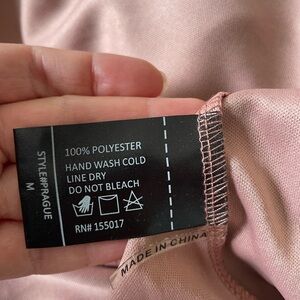 STYLE#PRAGUE
M
100% POLYESTER
HAND WASH COLD
LINE DRY
DO NOT BLEACH
RN# 155017
MADE IN CHINA